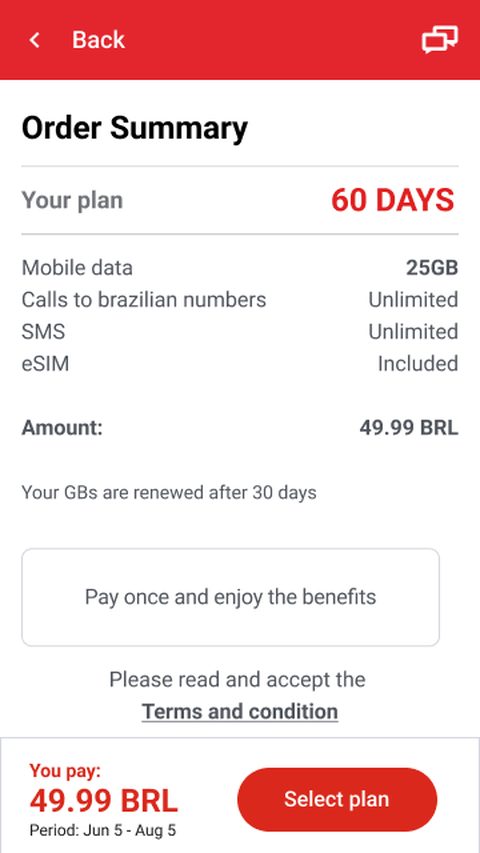 Back
Order Summary
Your plan 60 DAYS
Mobile data 25GB
Calls to brazilian numbers Unlimited
SMS Unlimited
eSIM Included
Amount: 49.99 BRL
Your GBs are renewed after 30 days
Pay once and enjoy the benefits
Please read and accept the
Terms and condition
You pay:
49.99 BRL
Period: Jun 5 - Aug 5
Select plan